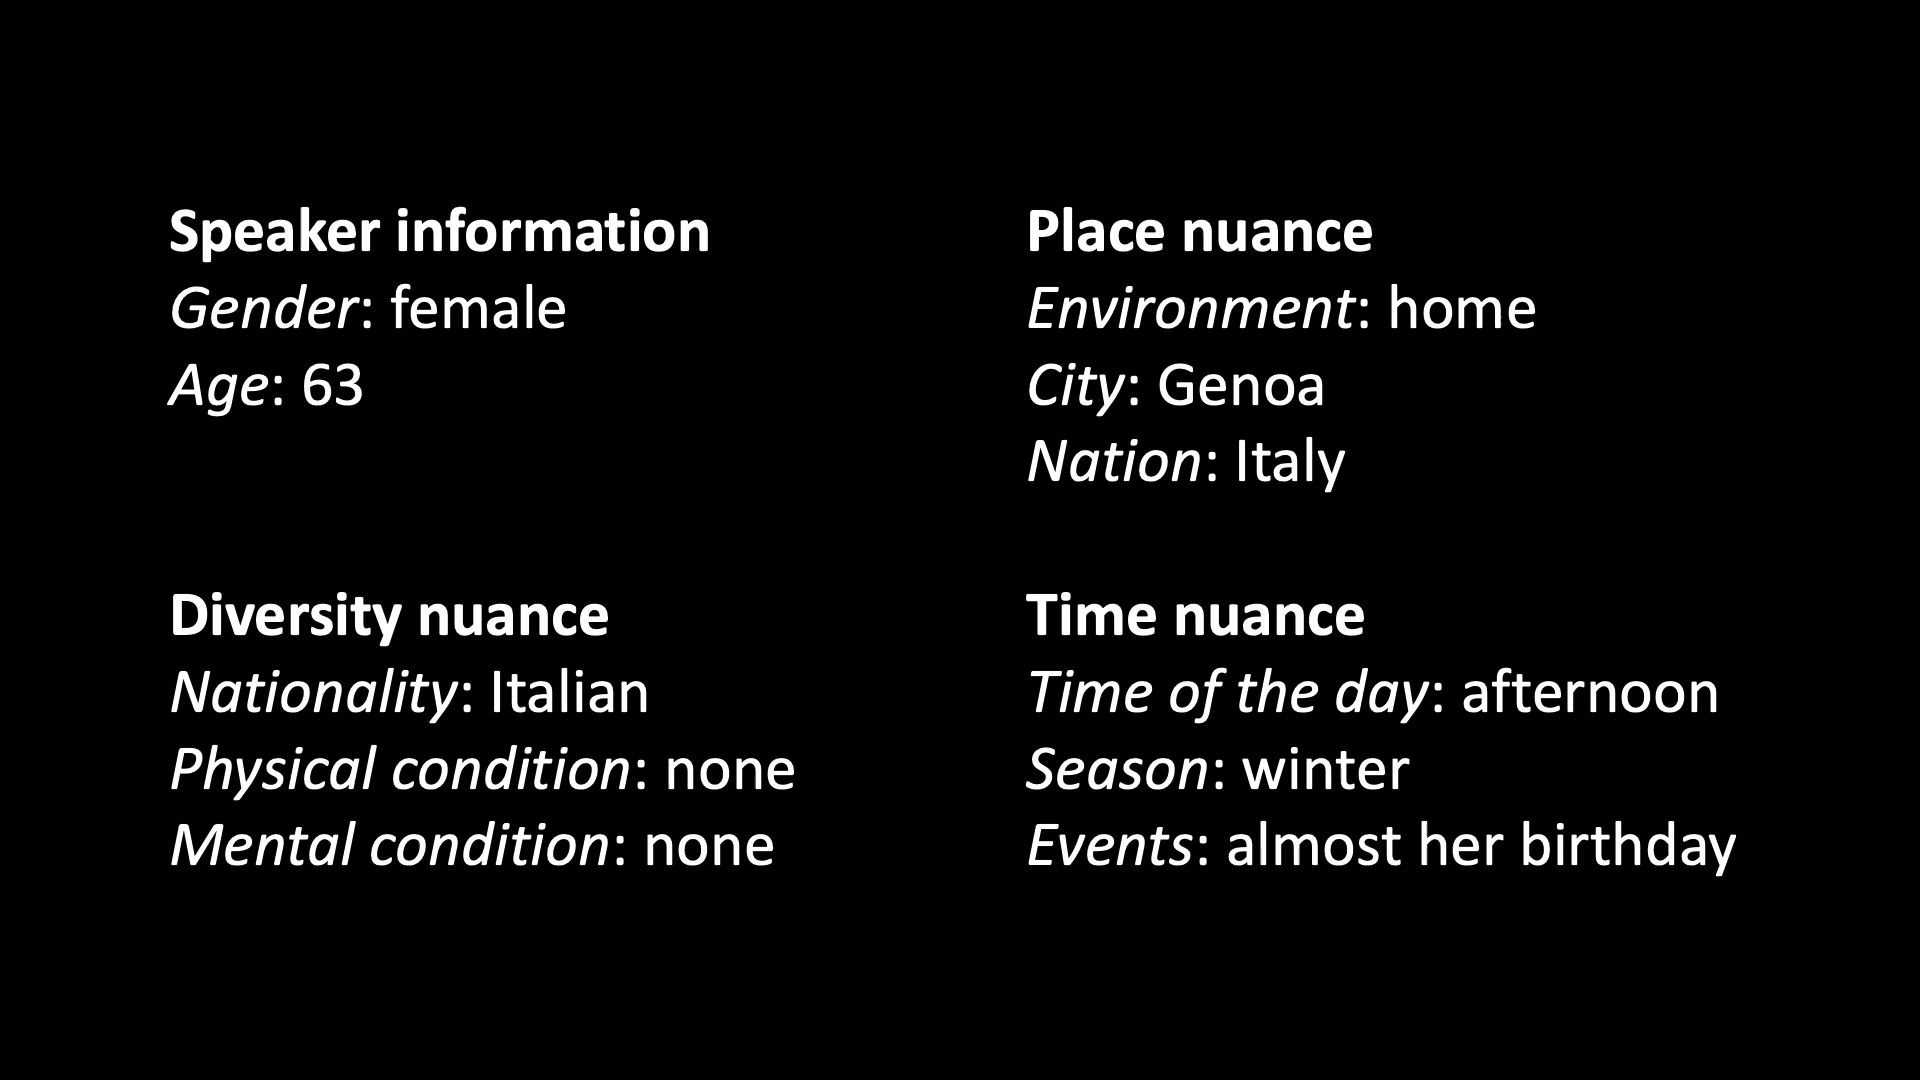 Speaker information
Gender: female
Age: 63
Place nuance
Environment: home
City: Genoa
Nation: Italy
Diversity nuance
Nationality: Italian
Physical condition: none
Mental condition: none
Time nuance
Time of the day: afternoon
Season: winter
Events: almost her birthday